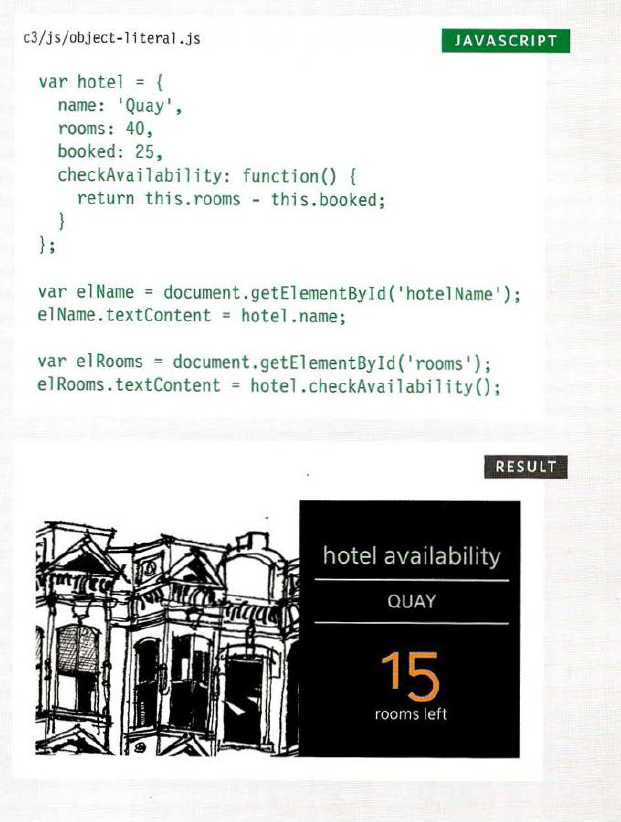 c3/js/object-literal.js
JAVASCRIPT
var hotel = {
  name: 'Quay',
  rooms: 40,
  booked: 25,
  checkAvailability: function() {
    return this.rooms - this.booked;
  }
};
var elName = document.getElementById('hotelName');
elName.textContent = hotel.name;
var elRooms = document.getElementById('rooms');
elRooms.textContent = hotel.checkAvailability();
RESULT
hotel availability
QUAY
15
rooms left